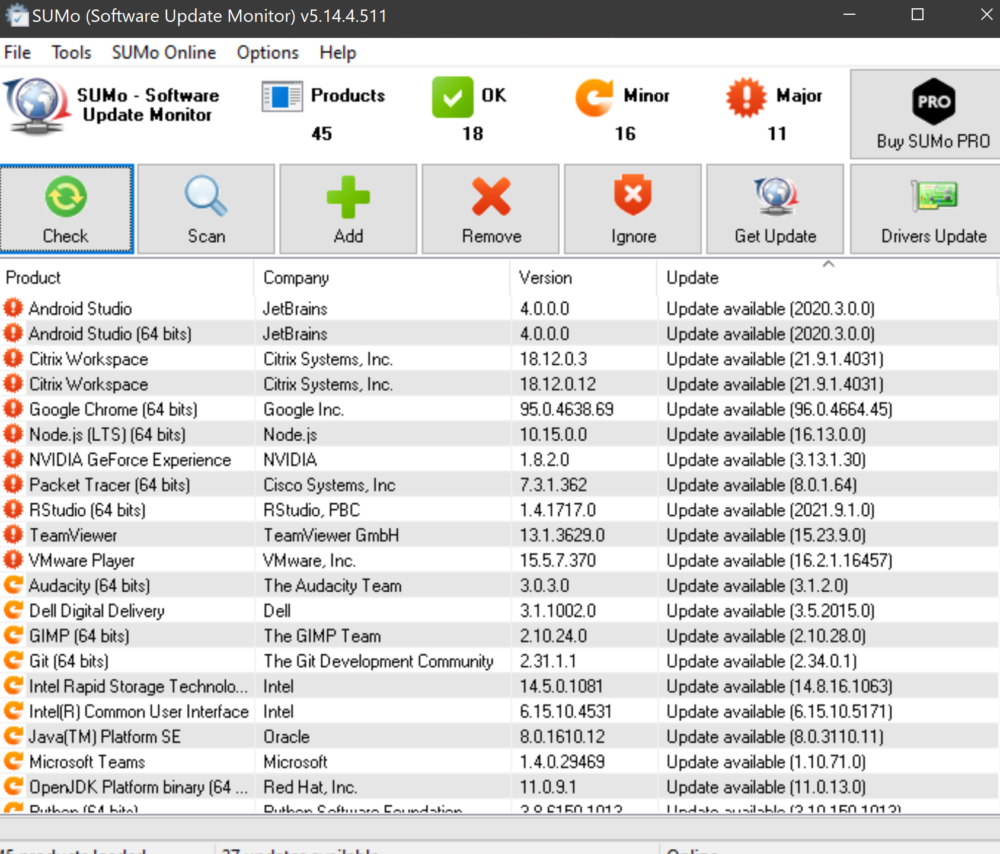 SUMo (Software Update Monitor) v5.14.4.511
File Tools SUMo Online Options Help
SUMo - Software
Update Monitor
Products
45
OK
18
Minor
16
Major
11
PRO
Buy SUMo PRO
Check Scan Add Remove Ignore Get Update Drivers Update
Product Company Version Update
Android Studio JetBrains 4.0.0.0 Update available (2020.3.0.0)
Android Studio (64 bits) JetBrains 4.0.0.0 Update available (2020.3.0.0)
Citrix Workspace Citrix Systems, Inc. 18.12.0.3 Update available (21.9.1.4031)
Citrix Workspace Citrix Systems, Inc. 18.12.0.12 Update available (21.9.1.4031)
Google Chrome (64 bits) Google Inc. 95.0.4638.69 Update available (96.0.4664.45)
Node.js (LTS) (64 bits) Node.js 10.15.0.0 Update available (16.13.0.0)
NVIDIA GeForce Experience NVIDIA 1.8.2.0 Update available (3.13.1.30)
Packet Tracer (64 bits) Cisco Systems, Inc 7.3.1.362 Update available (8.0.1.64)
RStudio (64 bits) RStudio, PBC 1.4.1717.0 Update available (2021.9.1.0)
TeamViewer TeamViewer GmbH 13.1.3629.0 Update available (15.23.9.0)
VMware Player VMware, Inc. 15.5.7.370 Update available (16.2.1.16457)
Audacity (64 bits) The Audacity Team 3.0.3.0 Update available (3.1.2.0)
Dell Digital Delivery Dell 3.1.1002.0 Update available (3.5.2015.0)
GIMP (64 bits) The GIMP Team 2.10.24.0 Update available (2.10.28.0)
Git (64 bits) The Git Development Community 2.31.1.1 Update available (2.34.0.1)
Intel Rapid Storage Technolo... Intel 14.5.0.1081 Update available (14.8.16.1063)
Intel(R) Common User Interface Intel 6.15.10.4531 Update available (6.15.10.5171)
Java(TM) Platform SE Oracle 8.0.1610.12 Update available (8.0.3110.11)
Microsoft Teams Microsoft 1.4.0.29469 Update available (1.10.71.0)
OpenJDK Platform binary (64 ... Red Hat, Inc. 11.0.9.1 Update available (11.0.13.0)
Python (64 bits) Python Software Foundation 3.8.6150.1013 Update available (3.10.150.1013)
45 products loaded 27 updates available Online